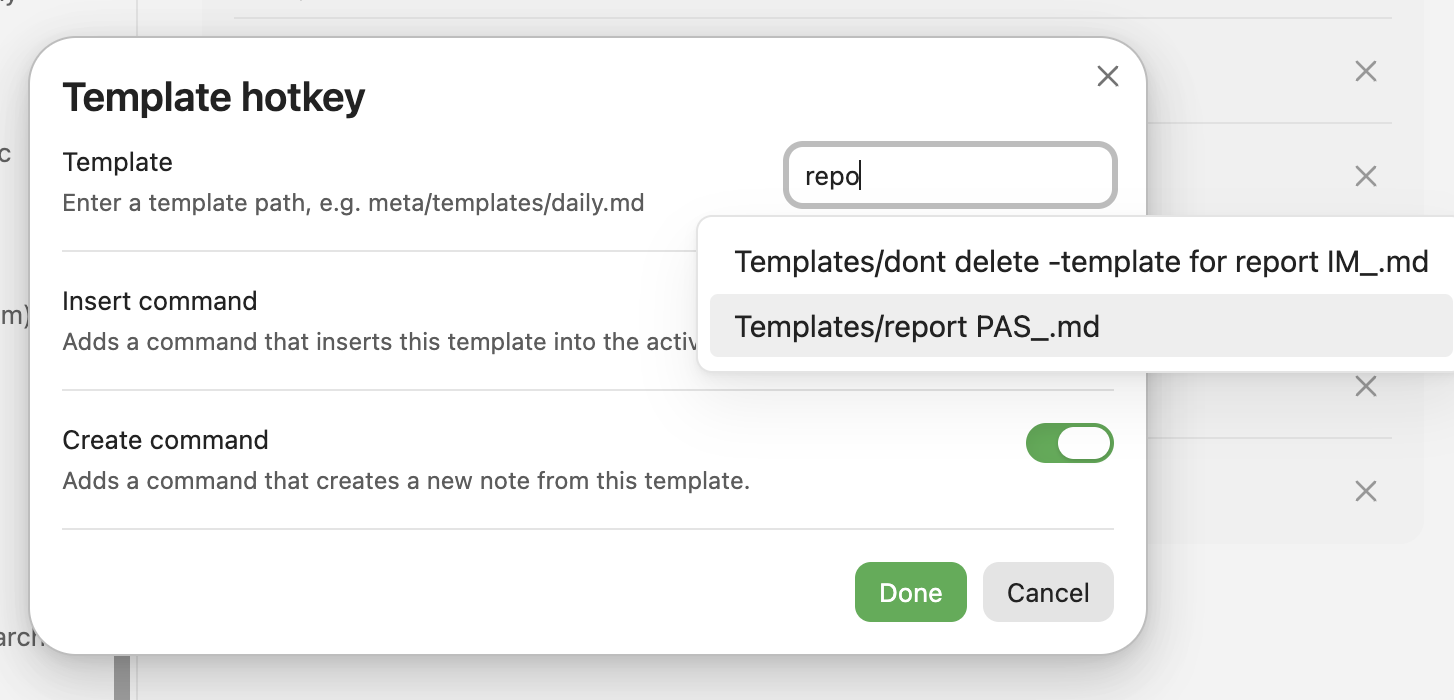 Template hotkey
Template
repo
Enter a template path, e.g. meta/templates/daily.md
Templates/dont delete -template for report IM_.md
Insert command
Templates/report PAS_.md
Adds a command that inserts this template into the
Create command
Adds a command that creates a new note from this template.
Done
Cancel